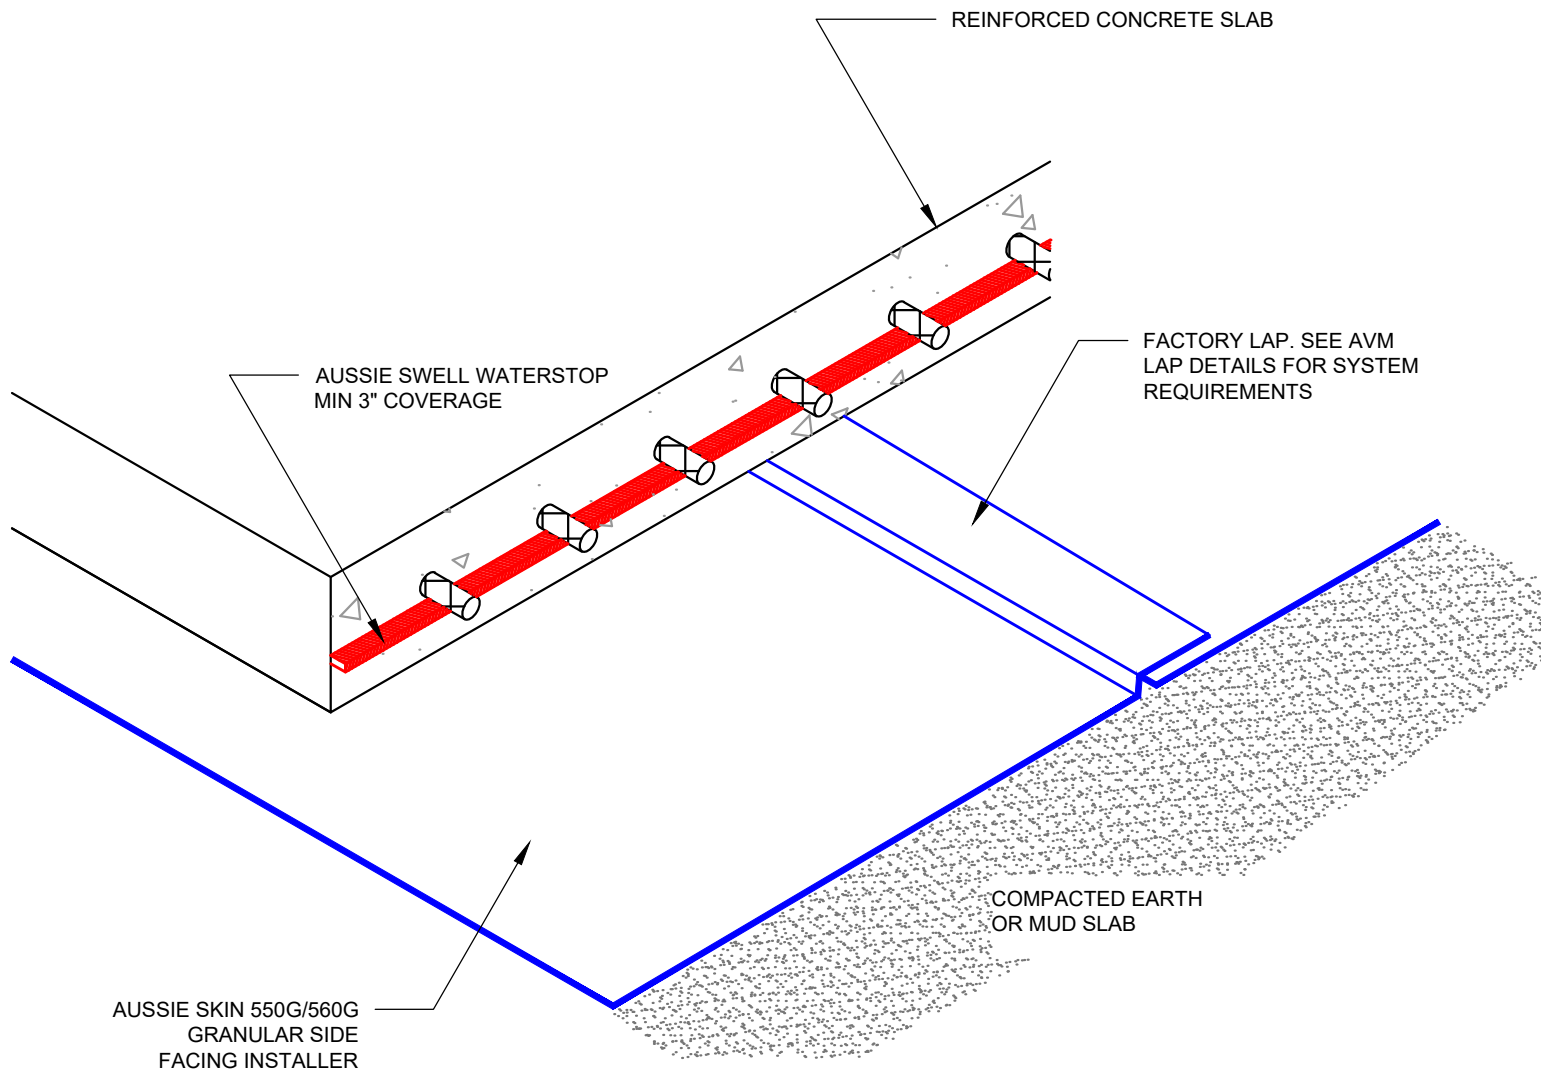 REINFORCED CONCRETE SLAB
FACTORY LAP. SEE AVM
LAP DETAILS FOR SYSTEM
REQUIREMENTS
AUSSIE SWELL WATERSTOP
MIN 3" COVERAGE
COMPACTED EARTH
OR MUD SLAB
AUSSIE SKIN 550G/560G
GRANULAR SIDE
FACING INSTALLER